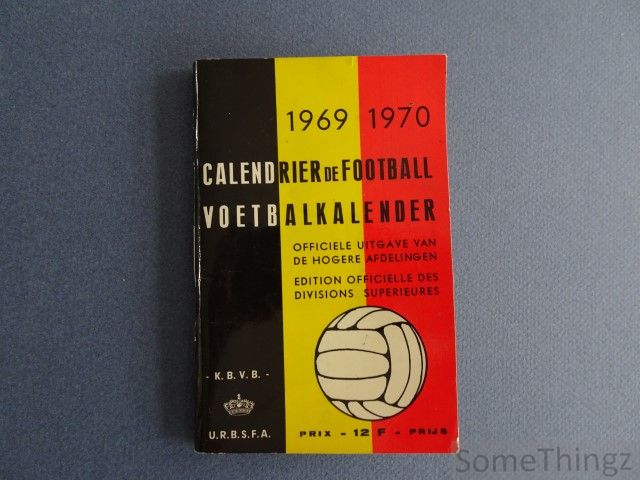 1969 1970
CALENDRIER DE FOOTBALL
VOETBALKALENDER
OFFICIELE UITGAVE VAN
DE HOGERE AFDELINGEN
EDITION OFFICIELLE DES
DIVISIONS SUPERIEURES
- K.B.V.B. -
U.R.B.S.F.A.
PRIX - 12 F - PRIJS
SomeThingz